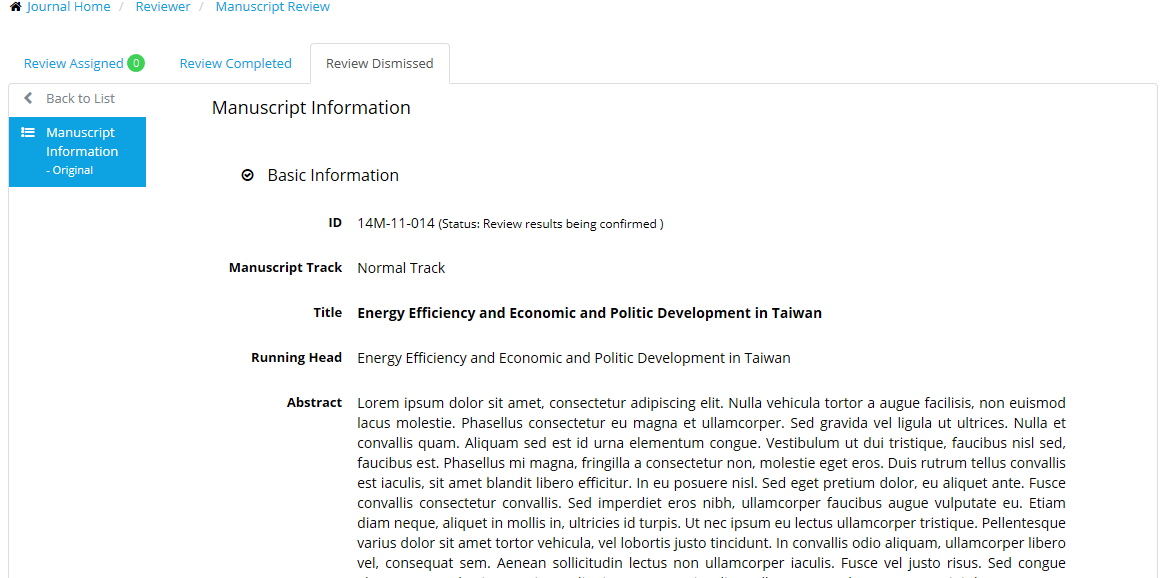 Journal Home / Reviewer / Manuscript Review
Review Assigned 0 Review Completed Review Dismissed
Back to List
Manuscript
Information
- Original
Manuscript Information
Basic Information
ID 14M-11-014 (Status: Review results being confirmed )
Manuscript Track Normal Track
Title Energy Efficiency and Economic and Politic Development in Taiwan
Running Head Energy Efficiency and Economic and Politic Development in Taiwan
Abstract Lorem ipsum dolor sit amet, consectetur adipiscing elit. Nulla vehicula tortor a augue facilisis, non euismod
lacus molestie. Phasellus consectetur eu magna et ullamcorper. Sed gravida vel ligula ut ultrices. Nulla et
convallis quam. Aliquam sed est id urna elementum congue. Vestibulum ut dui tristique, faucibus nisl sed,
faucibus est. Phasellus mi magna, fringilla a consectetur non, molestie eget eros. Duis rutrum tellus convallis
est iaculis, sit amet blandit libero efficitur. In eu posuere nisl. Sed eget pretium dolor, eu aliquet ante. Fusce
convallis consectetur convallis. Sed imperdiet eros nibh, ullamcorper faucibus augue vulputate eu. Etiam
diam neque, aliquet in mollis in, ultricies id turpis. Ut nec ipsum eu lectus ullamcorper tristique. Pellentesque
varius dolor sit amet tortor vehicula, vel lobortis justo tincidunt. In convallis odio aliquam, ullamcorper libero
vel, consequat sem. Aenean sollicitudin lectus non ullamcorper iaculis. Fusce vel justo risus. Sed congue